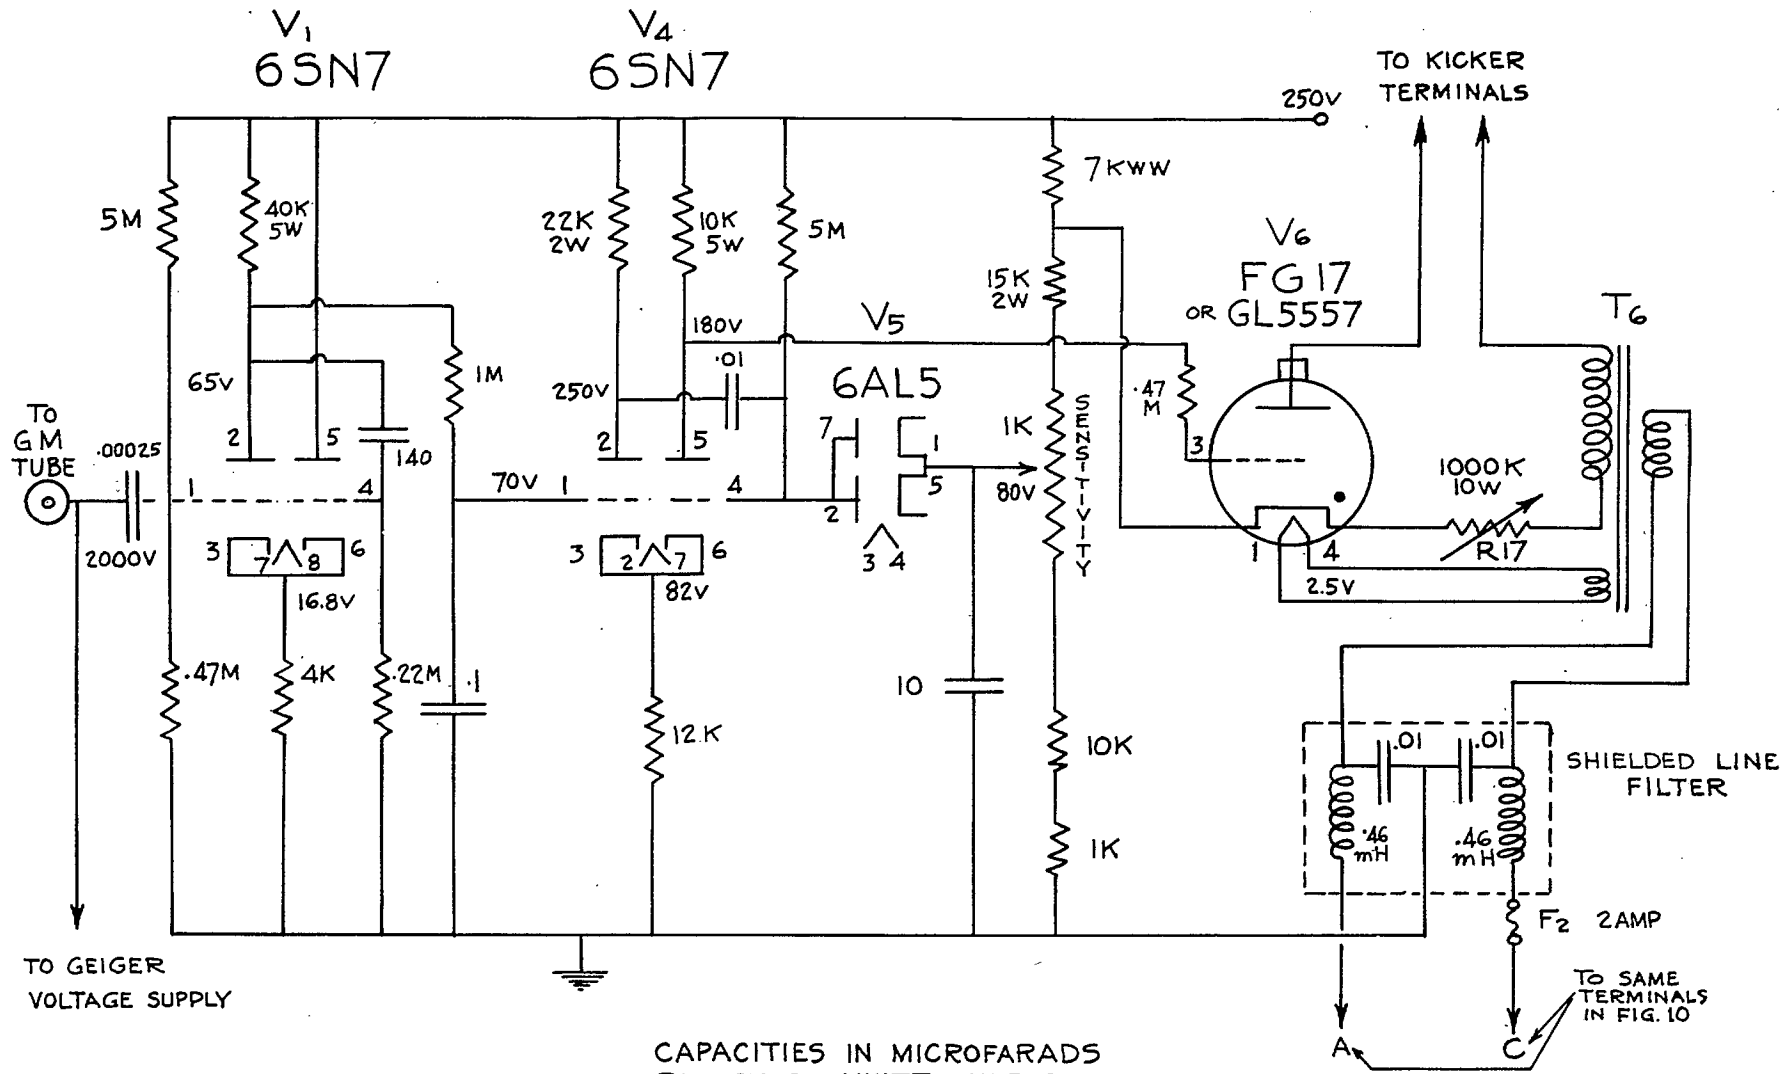 V1
6SN7
V4
6SN7
TO KICKER
TERMINALS
250V
5M
40K
5W
22K
2W
10K
5W
5M
7KWW
15K
2W
V6
FG17
OR GL5557
T6
65V
1M
180V
.01
250V
V5
6AL5
.47
M
TO
GM
TUBE
.00025
2000V
1
2
5
4
140
3
7
8
6
16.8V
70V
1
2
5
4
3
2
7
6
82V
7
1
2
5
3 4
80V
1K
SENSITIVITY
3
1
4
2.5V
1000K
10W
R17
.47M
4K
.22M
.1
12K
10
10K
1K
.01
.01
.46
mH
.46
mH
SHIELDED LINE
FILTER
F2 2AMP
TO GEIGER
VOLTAGE SUPPLY
TO SAME
TERMINALS
IN FIG. 10
A
C
CAPACITIES IN MICROFARADS